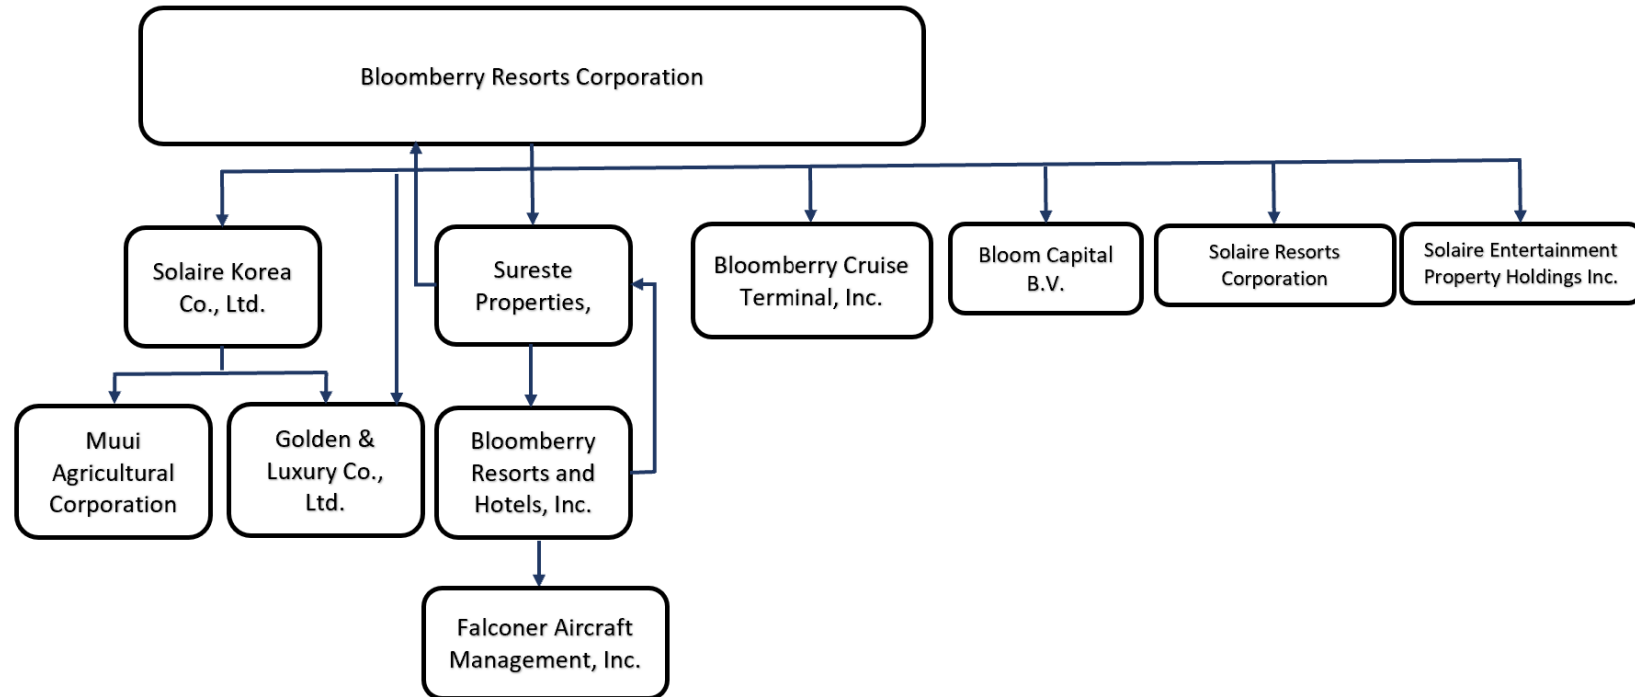 Bloomberry Resorts Corporation
Solaire Korea
Co., Ltd.
Sureste
Properties,
Bloomberry Cruise
Terminal, Inc.
Bloom Capital
B.V.
Solaire Resorts
Corporation
Solaire Entertainment
Property Holdings Inc.
Muui
Agricultural
Corporation
Golden &
Luxury Co.,
Ltd.
Bloomberry
Resorts and
Hotels, Inc.
Falconer Aircraft
Management, Inc.